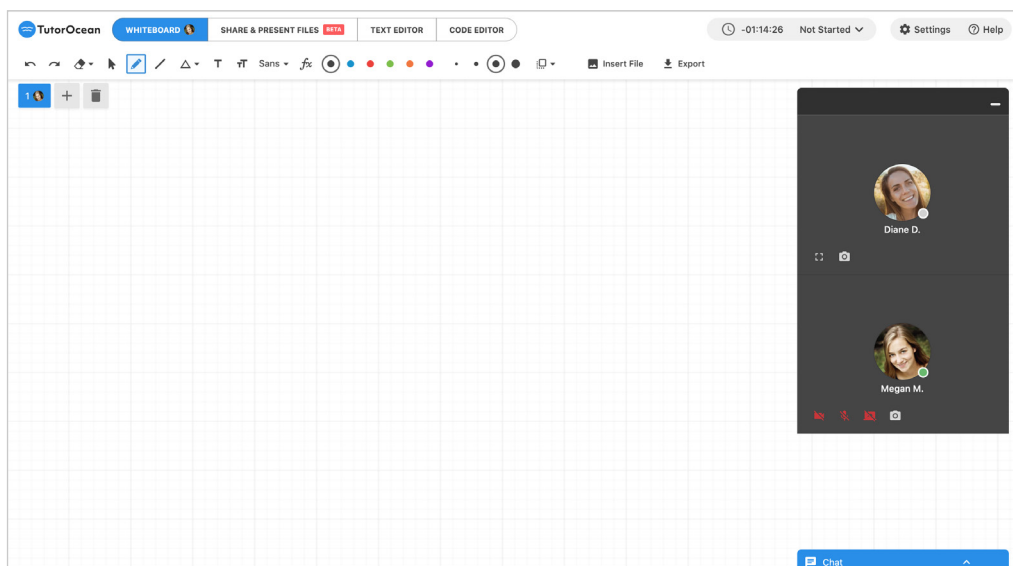 TutorOcean WHITEBOARD SHARE & PRESENT FILES BETA TEXT EDITOR CODE EDITOR -01:14:26 Not Started Settings Help
T TT Sans fx Insert File Export
1
Diane D.
Megan M.
Chat